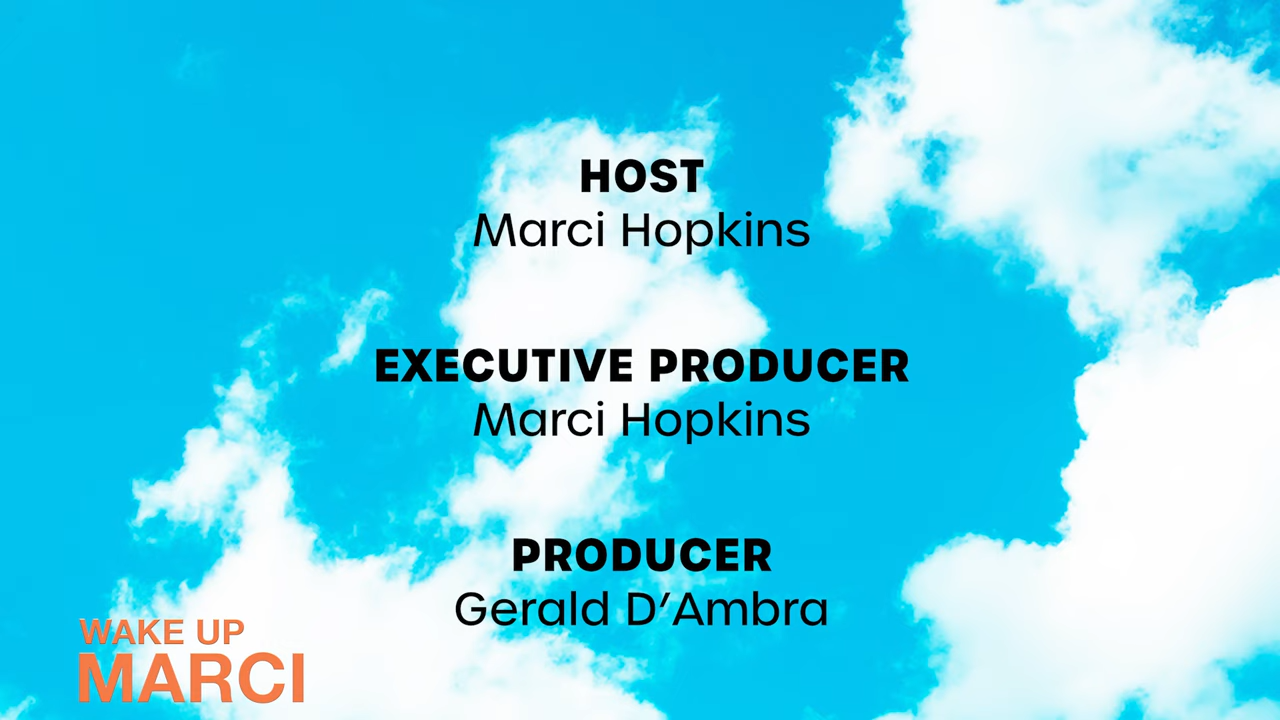 HOST
Marci Hopkins
EXECUTIVE PRODUCER
Marci Hopkins
PRODUCER
Gerald D'Ambra
WAKE UP
MARCI